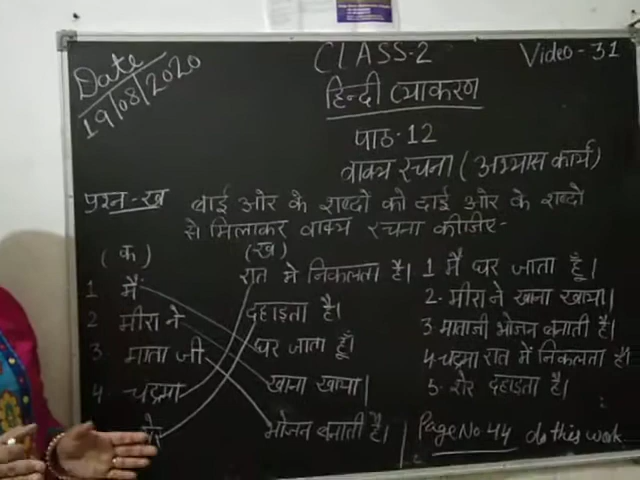 Date
19/08/2020
CLASS-2
Video - 31
हिन्दी व्याकरण
पाठ-12
वाक्य रचना (अभ्यास कार्य)
प्रश्न-ख बाई ओर के शब्दों को दाई ओर के शब्दों
से मिलाकर वाक्य रचना कीजिए-
(क) (ख)
1 मैं रात में निकलता है।
2 मीरा ने दहाड़ता है।
3. माता जी घर जाता हूँ।
4. चद्रमा खाना खाया।
भोजन बनाती है।
1 मैं घर जाता हूँ।
2. मीरा ने खाना खाया।
3. माताजी भोजन बनाती है।
4 चद्रमा रात में निकलता है
5. शेर दहाड़ता है।
Page No 44 do this work